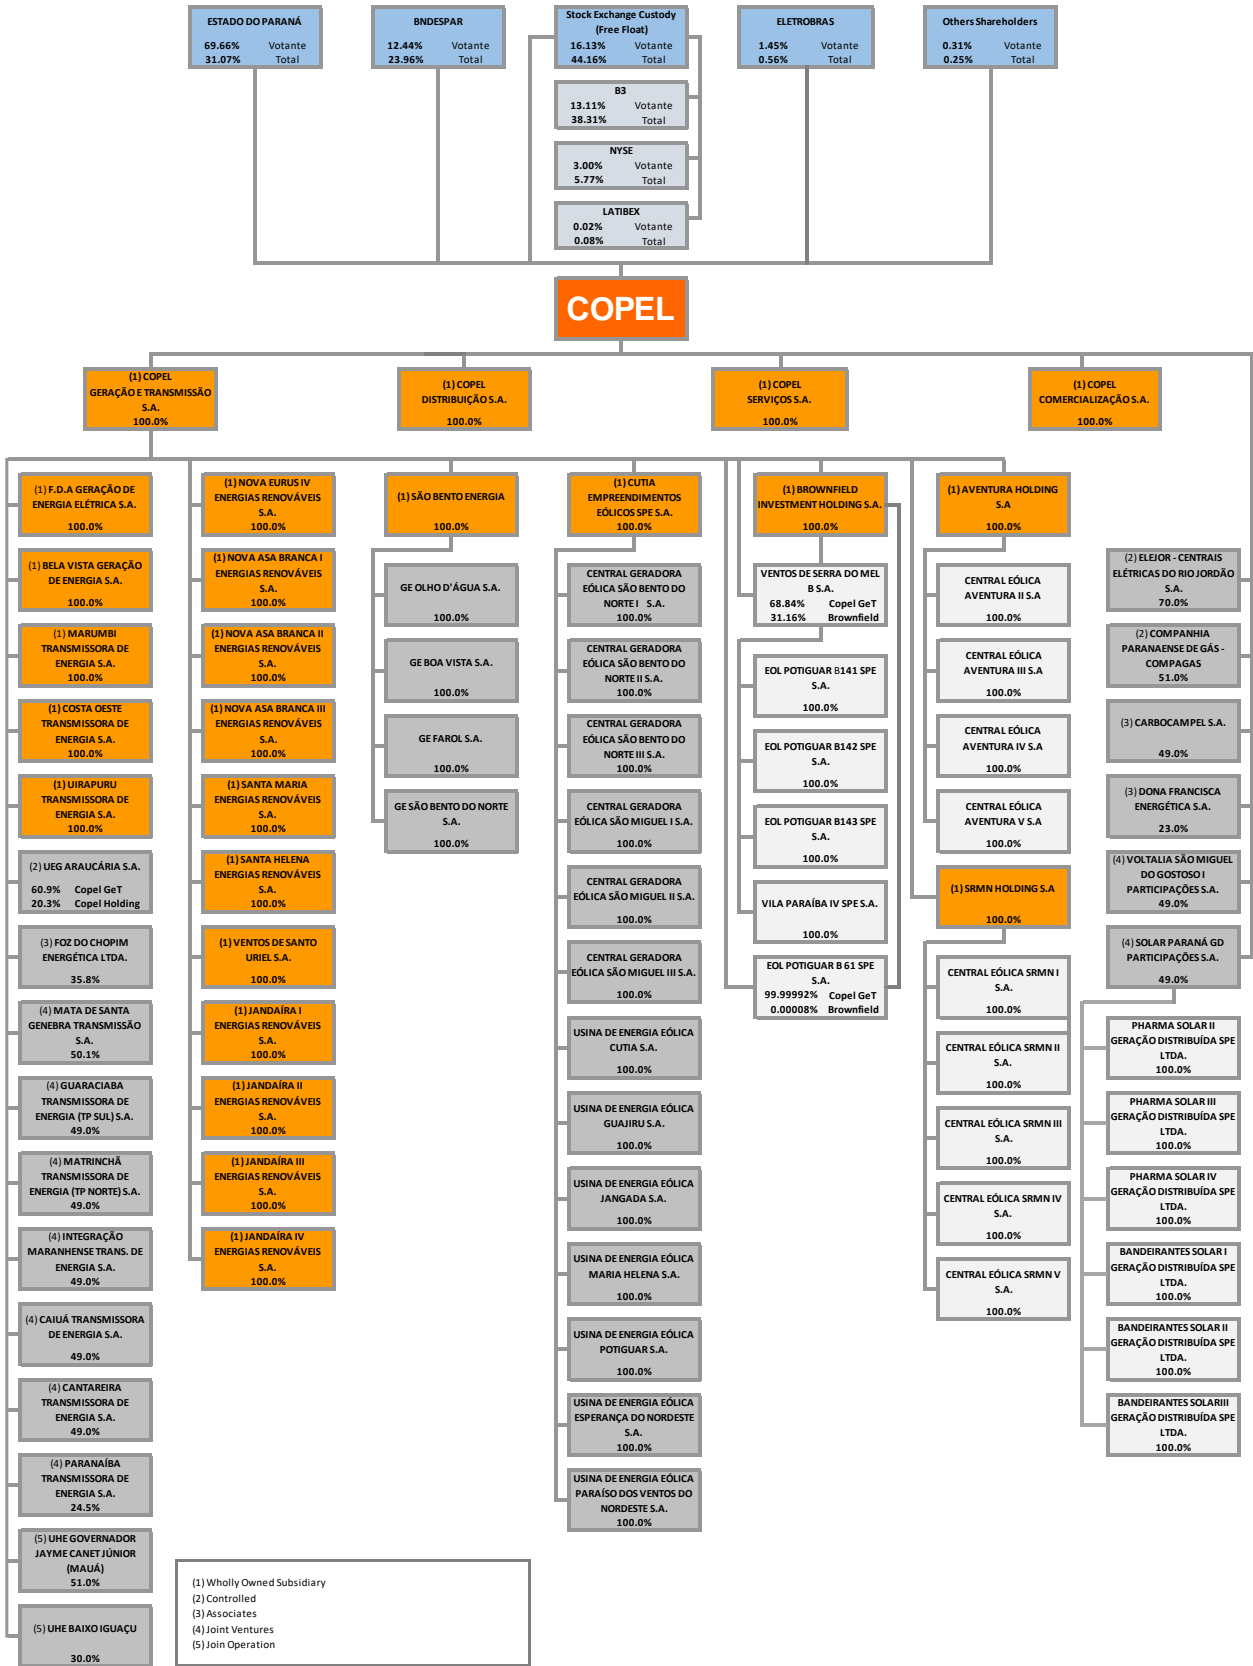 ESTADO DO PARANÁ
69.66% Votante
31.07% Total
BNDESPAR
12.44% Votante
23.96% Total
Stock Exchange Custody
(Free Float)
16.13% Votante
44.16% Total
ELETROBRAS
1.45% Votante
0.56% Total
Others Shareholders
0.31% Votante
0.25% Total
B3
13.11% Votante
38.31% Total
NYSE
3.00% Votante
5.77% Total
LATIBEX
0.02% Votante
0.08% Total
COPEL
(1) COPEL
GERAÇÃO E TRANSMISSÃO
S.A.
100.0%
(1) COPEL
DISTRIBUIÇÃO S.A.
100.0%
(1) COPEL
SERVIÇOS S.A.
100.0%
(1) COPEL
COMERCIALIZAÇÃO S.A.
100.0%
(1) F.D.A GERAÇÃO DE
ENERGIA ELÉTRICA S.A.
100.0%
(1) BELA VISTA GERAÇÃO
DE ENERGIA S.A.
100.0%
(1) MARUMBI
TRANSMISSORA DE
ENERGIA S.A.
100.0%
(1) COSTA OESTE
TRANSMISSORA DE
ENERGIA S.A.
100.0%
(1) UIRAPURU
TRANSMISSORA DE
ENERGIA S.A.
100.0%
(2) UEG ARAUCÁRIA S.A.
60.9% Copel GeT
20.3% Copel Holding
(3) FOZ DO CHOPIM
ENERGÉTICA LTDA.
35.8%
(4) MATA DE SANTA
GENEBRA TRANSMISSÃO
S.A.
50.1%
(4) GUARACIABA
TRANSMISSORA DE
ENERGIA (TP SUL) S.A.
49.0%
(4) MATRINCHÃ
TRANSMISSORA DE
ENERGIA (TP NORTE) S.A.
49.0%
(4) INTEGRAÇÃO
MARANHENSE TRANS. DE
ENERGIA S.A.
49.0%
(4) CAIUÁ TRANSMISSORA
DE ENERGIA S.A.
49.0%
(4) CANTAREIRA
TRANSMISSORA DE
ENERGIA S.A.
49.0%
(4) PARANAÍBA
TRANSMISSORA DE
ENERGIA S.A.
24.5%
(5) UHE GOVERNADOR
JAYME CANET JÚNIOR
(MAUÁ)
51.0%
(5) UHE BAIXO IGUAÇU
30.0%
(1) NOVA EURUS IV
ENERGIAS RENOVÁVEIS
S.A.
100.0%
(1) NOVA ASA BRANCA I
ENERGIAS RENOVÁVEIS
S.A.
100.0%
(1) NOVA ASA BRANCA II
ENERGIAS RENOVÁVEIS
S.A.
100.0%
(1) NOVA ASA BRANCA III
ENERGIAS RENOVÁVEIS
S.A.
100.0%
(1) SANTA MARIA
ENERGIAS RENOVÁVEIS
S.A.
100.0%
(1) SANTA HELENA
ENERGIAS RENOVÁVEIS
S.A.
100.0%
(1) VENTOS DE SANTO
URIEL S.A.
100.0%
(1) JANDAÍRA I
ENERGIAS RENOVÁVEIS
S.A.
100.0%
(1) JANDAÍRA II
ENERGIAS RENOVÁVEIS
S.A.
100.0%
(1) JANDAÍRA III
ENERGIAS RENOVÁVEIS
S.A.
100.0%
(1) JANDAÍRA IV
ENERGIAS RENOVÁVEIS
S.A.
100.0%
(1) SÃO BENTO ENERGIA
100.0%
GE OLHO D'ÁGUA S.A.
100.0%
GE BOA VISTA S.A.
100.0%
GE FAROL S.A.
100.0%
GE SÃO BENTO DO NORTE
S.A.
100.0%
(1) CUTIA
EMPREENDIMENTOS
EÓLICOS SPE S.A.
100.0%
CENTRAL GERADORA
EÓLICA SÃO BENTO DO
NORTE I S.A.
100.0%
CENTRAL GERADORA
EÓLICA SÃO BENTO DO
NORTE II S.A.
100.0%
CENTRAL GERADORA
EÓLICA SÃO BENTO DO
NORTE III S.A.
100.0%
CENTRAL GERADORA
EÓLICA SÃO MIGUEL I S.A.
100.0%
CENTRAL GERADORA
EÓLICA SÃO MIGUEL II S.A.
100.0%
CENTRAL GERADORA
EÓLICA SÃO MIGUEL III S.A.
100.0%
USINA DE ENERGIA EÓLICA
CUTIA S.A.
100.0%
USINA DE ENERGIA EÓLICA
GUAJIRU S.A.
100.0%
USINA DE ENERGIA EÓLICA
JANGADA S.A.
100.0%
USINA DE ENERGIA EÓLICA
MARIA HELENA S.A.
100.0%
USINA DE ENERGIA EÓLICA
POTIGUAR S.A.
100.0%
USINA DE ENERGIA EÓLICA
ESPERANÇA DO NORDESTE
S.A.
100.0%
USINA DE ENERGIA EÓLICA
PARAÍSO DOS VENTOS DO
NORDESTE S.A.
100.0%
(1) BROWNFIELD
INVESTMENT HOLDING S.A.
100.0%
VENTOS DE SERRA DO MEL
B S.A.
68.84% Copel GeT
31.16% Brownfield
EOL POTIGUAR B141 SPE
S.A.
100.0%
EOL POTIGUAR B142 SPE
S.A.
100.0%
EOL POTIGUAR B143 SPE
S.A.
100.0%
VILA PARAÍBA IV SPE S.A.
100.0%
EOL POTIGUAR B 61 SPE
S.A.
99.99992% Copel GeT
0.00008% Brownfield
(1) AVENTURA HOLDING
S.A
100.0%
CENTRAL EÓLICA
AVENTURA II S.A
100.0%
CENTRAL EÓLICA
AVENTURA III S.A
100.0%
CENTRAL EÓLICA
AVENTURA IV S.A
100.0%
CENTRAL EÓLICA
AVENTURA V S.A
100.0%
(1) SRMN HOLDING S.A
100.0%
CENTRAL EÓLICA SRMN I
S.A.
100.0%
CENTRAL EÓLICA SRMN II
S.A.
100.0%
CENTRAL EÓLICA SRMN III
S.A.
100.0%
CENTRAL EÓLICA SRMN IV
S.A.
100.0%
CENTRAL EÓLICA SRMN V
S.A.
100.0%
(2) ELEJOR - CENTRAIS
ELÉTRICAS DO RIO JORDÃO
S.A.
70.0%
(2) COMPANHIA
PARANAENSE DE GÁS -
COMPAGAS
51.0%
(3) CARBOCAMPEL S.A.
49.0%
(3) DONA FRANCISCA
ENERGÉTICA S.A.
23.0%
(4) VOLTALIA SÃO MIGUEL
DO GOSTOSO I
PARTICIPAÇÕES S.A.
49.0%
(4) SOLAR PARANÁ GD
PARTICIPAÇÕES S.A.
49.0%
PHARMA SOLAR II
GERAÇÃO DISTRIBUÍDA SPE
LTDA.
100.0%
PHARMA SOLAR III
GERAÇÃO DISTRIBUÍDA SPE
LTDA.
100.0%
PHARMA SOLAR IV
GERAÇÃO DISTRIBUÍDA SPE
LTDA.
100.0%
BANDEIRANTES SOLAR I
GERAÇÃO DISTRIBUÍDA SPE
LTDA.
100.0%
BANDEIRANTES SOLAR II
GERAÇÃO DISTRIBUÍDA SPE
LTDA.
100.0%
BANDEIRANTES SOLARIII
GERAÇÃO DISTRIBUÍDA SPE
LTDA.
100.0%
(1) Wholly Owned Subsidiary
(2) Controlled
(3) Associates
(4) Joint Ventures
(5) Join Operation